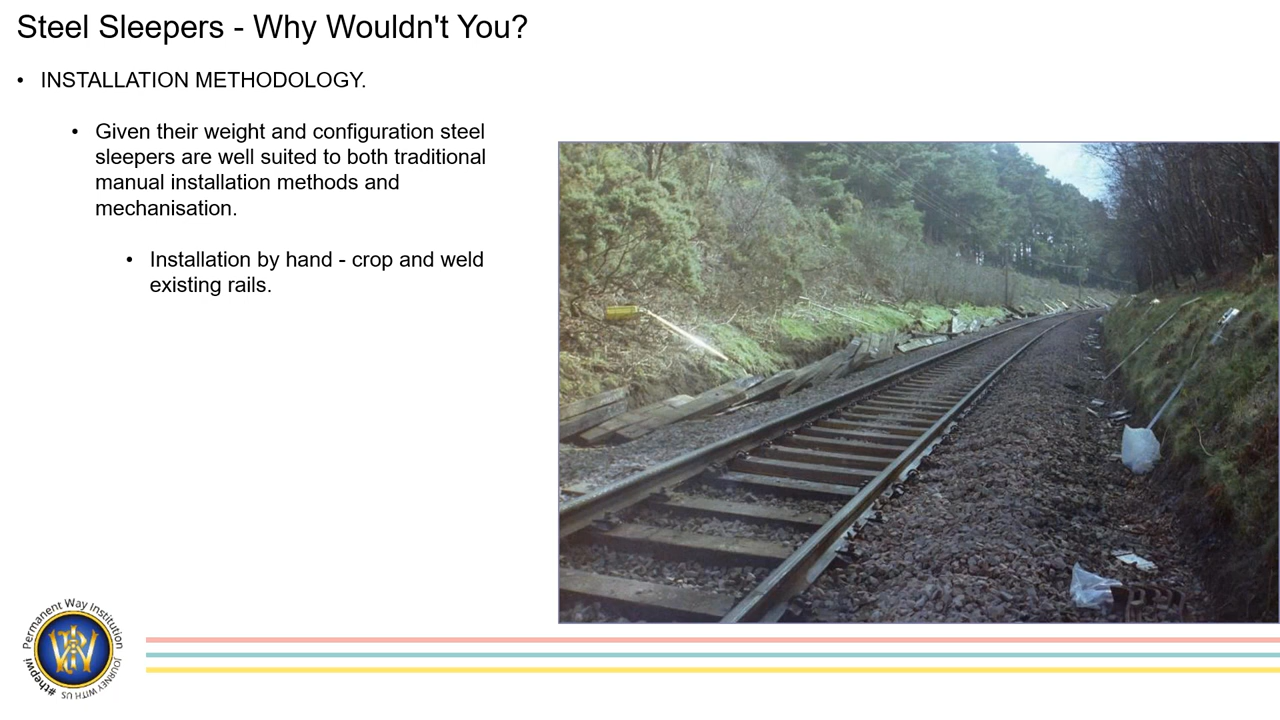 Steel Sleepers - Why Wouldn't You?
• INSTALLATION METHODOLOGY.
• Given their weight and configuration steel
sleepers are well suited to both traditional
manual installation methods and
mechanisation.
• Installation by hand - crop and weld
existing rails.
Permanent Way Institution
#thepwi
JOURNEY WITH US
PWI